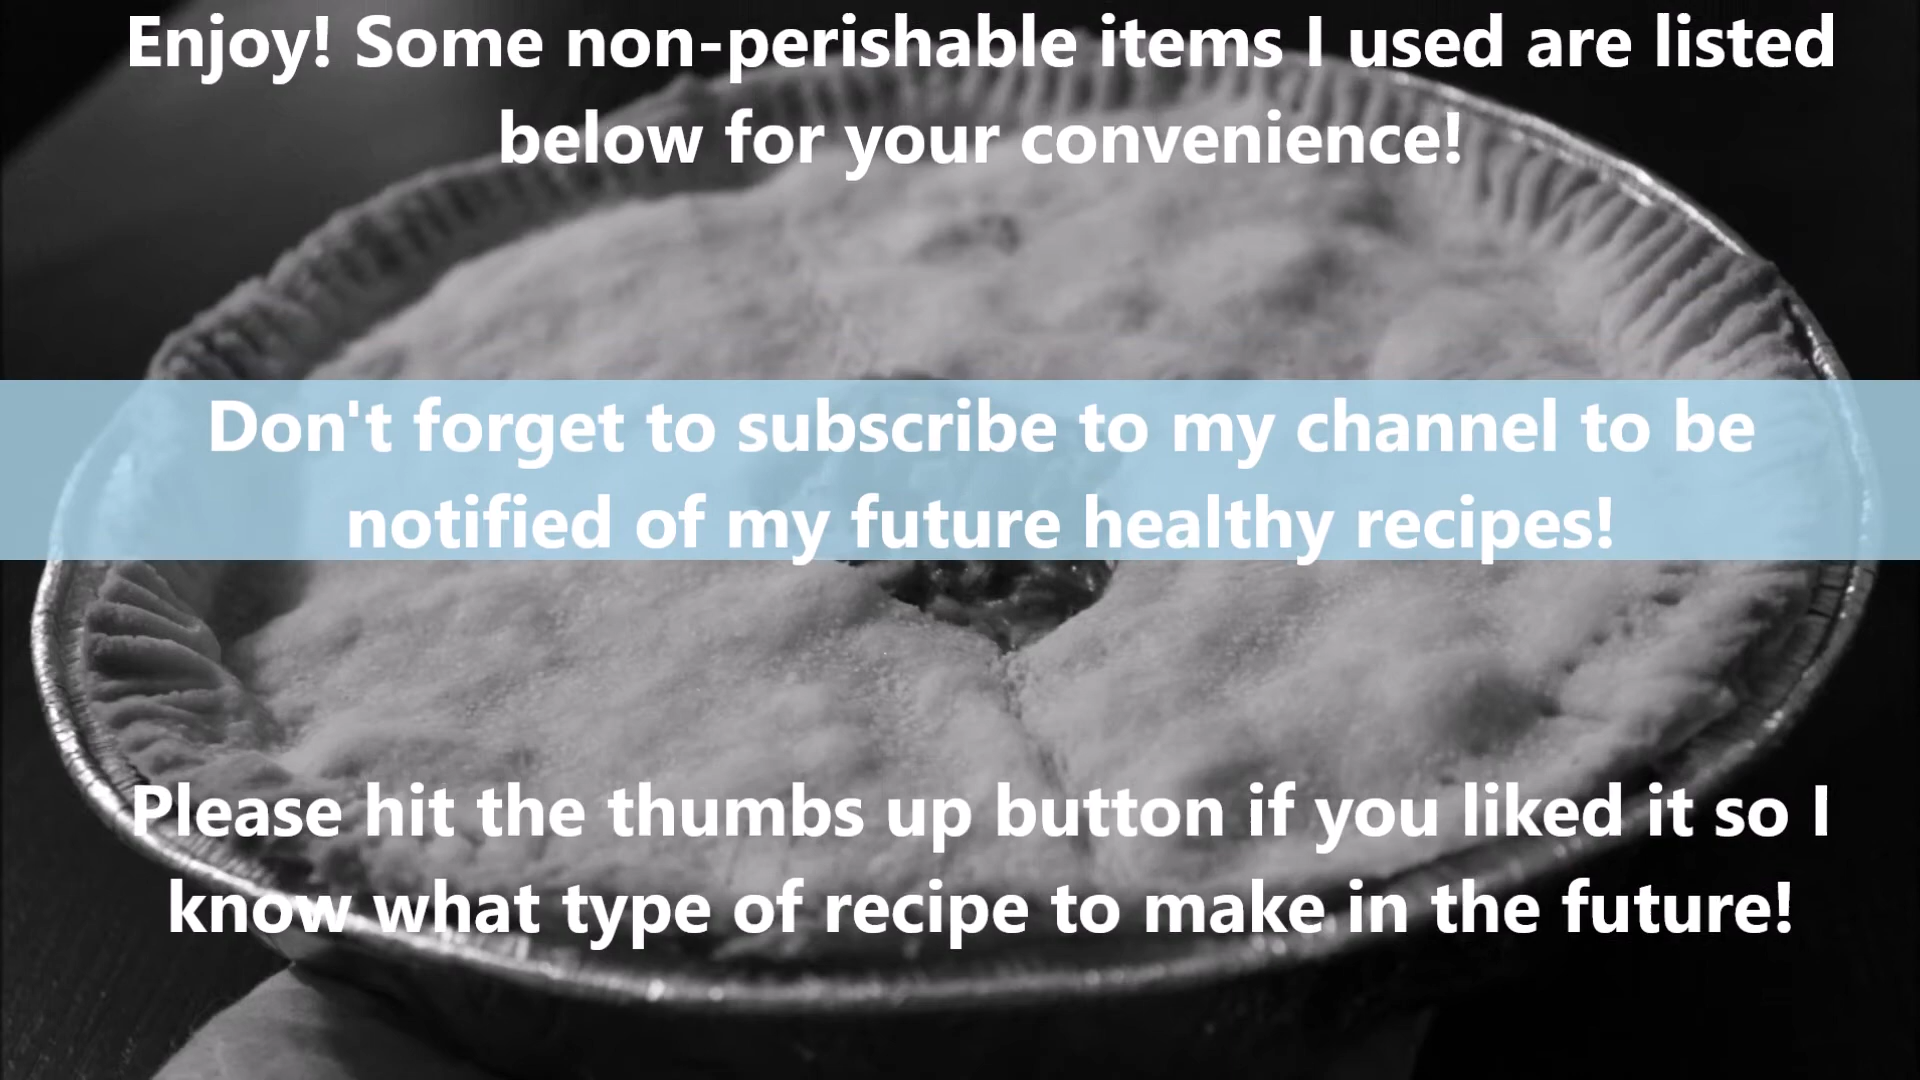 Enjoy! Some non-perishable items I used are listed
below for your convenience!
Don't forget to subscribe to my channel to be
notified of my future healthy recipes!
Please hit the thumbs up button if you liked it so I
know what type of recipe to make in the future!